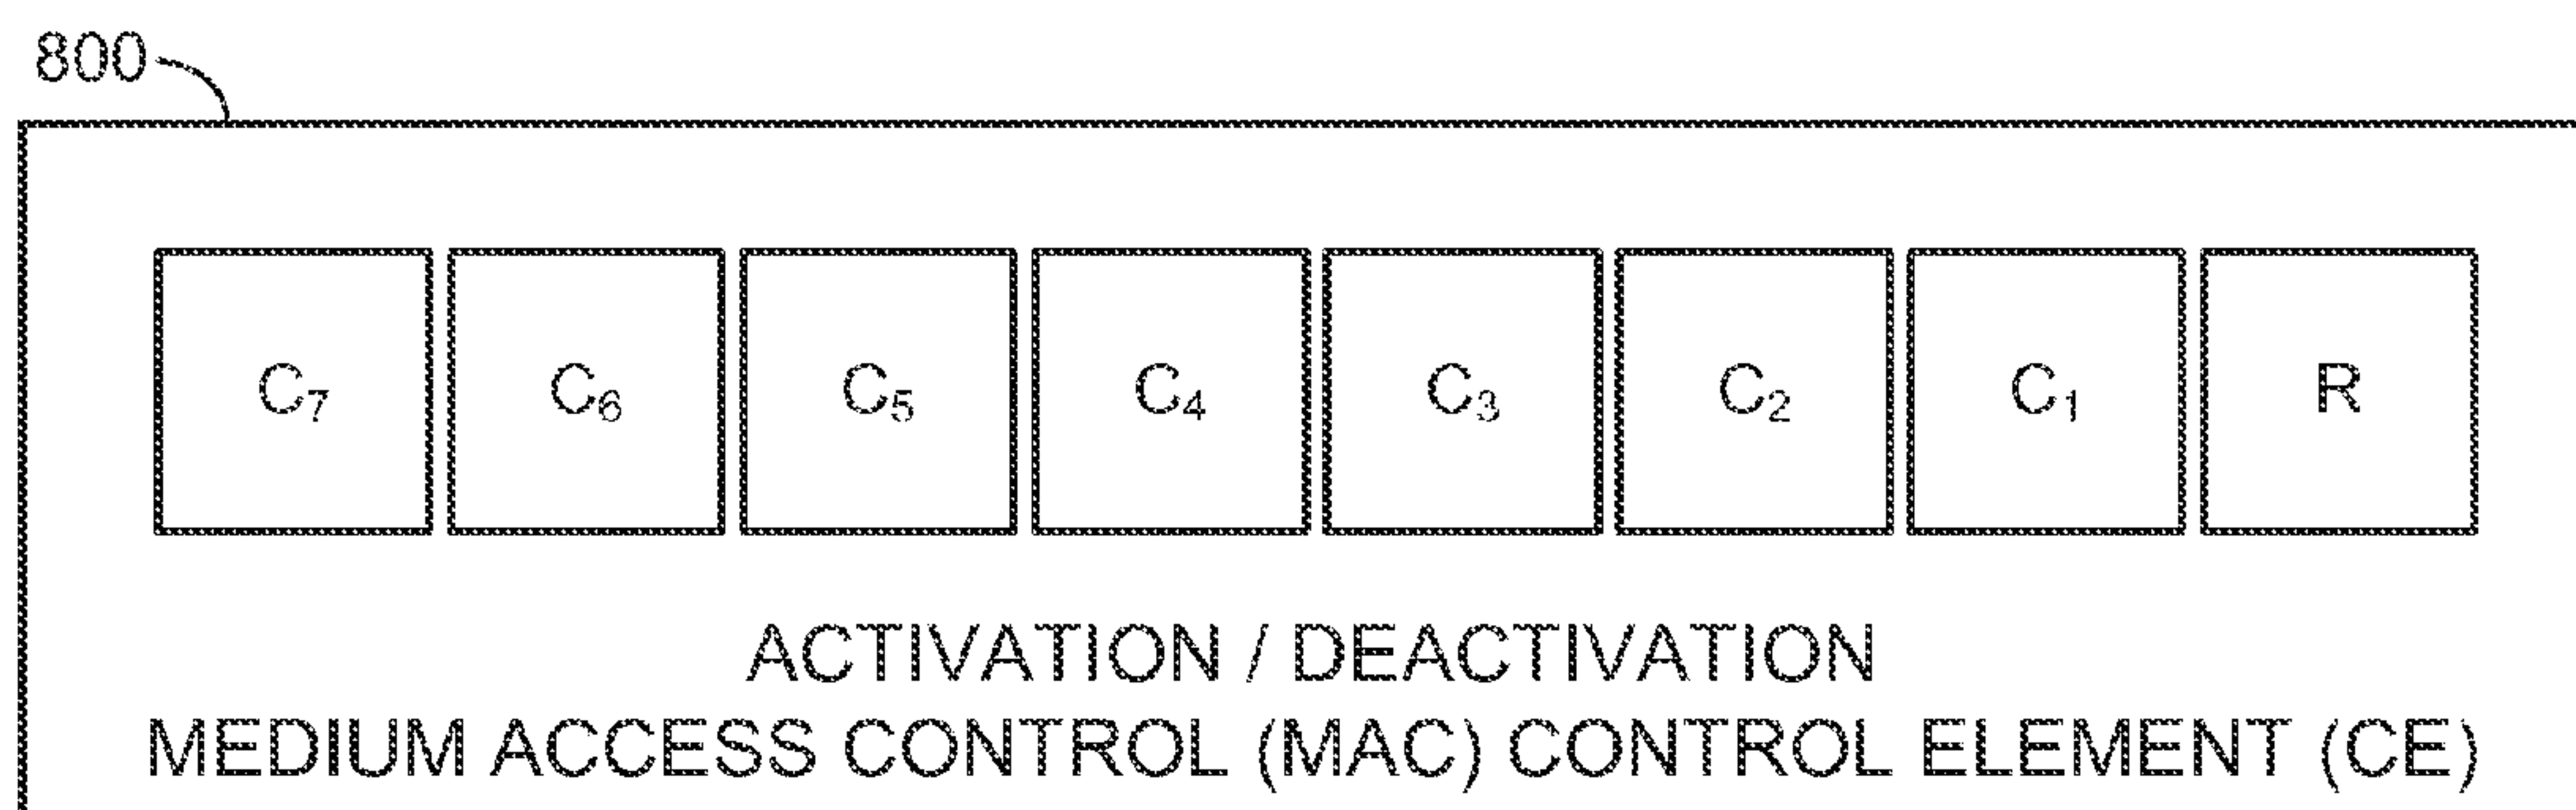 800
C₇ C₆ C₅ C₄ C₃ C₂ C₁ R
ACTIVATION / DEACTIVATION
MEDIUM ACCESS CONTROL (MAC) CONTROL ELEMENT (CE)